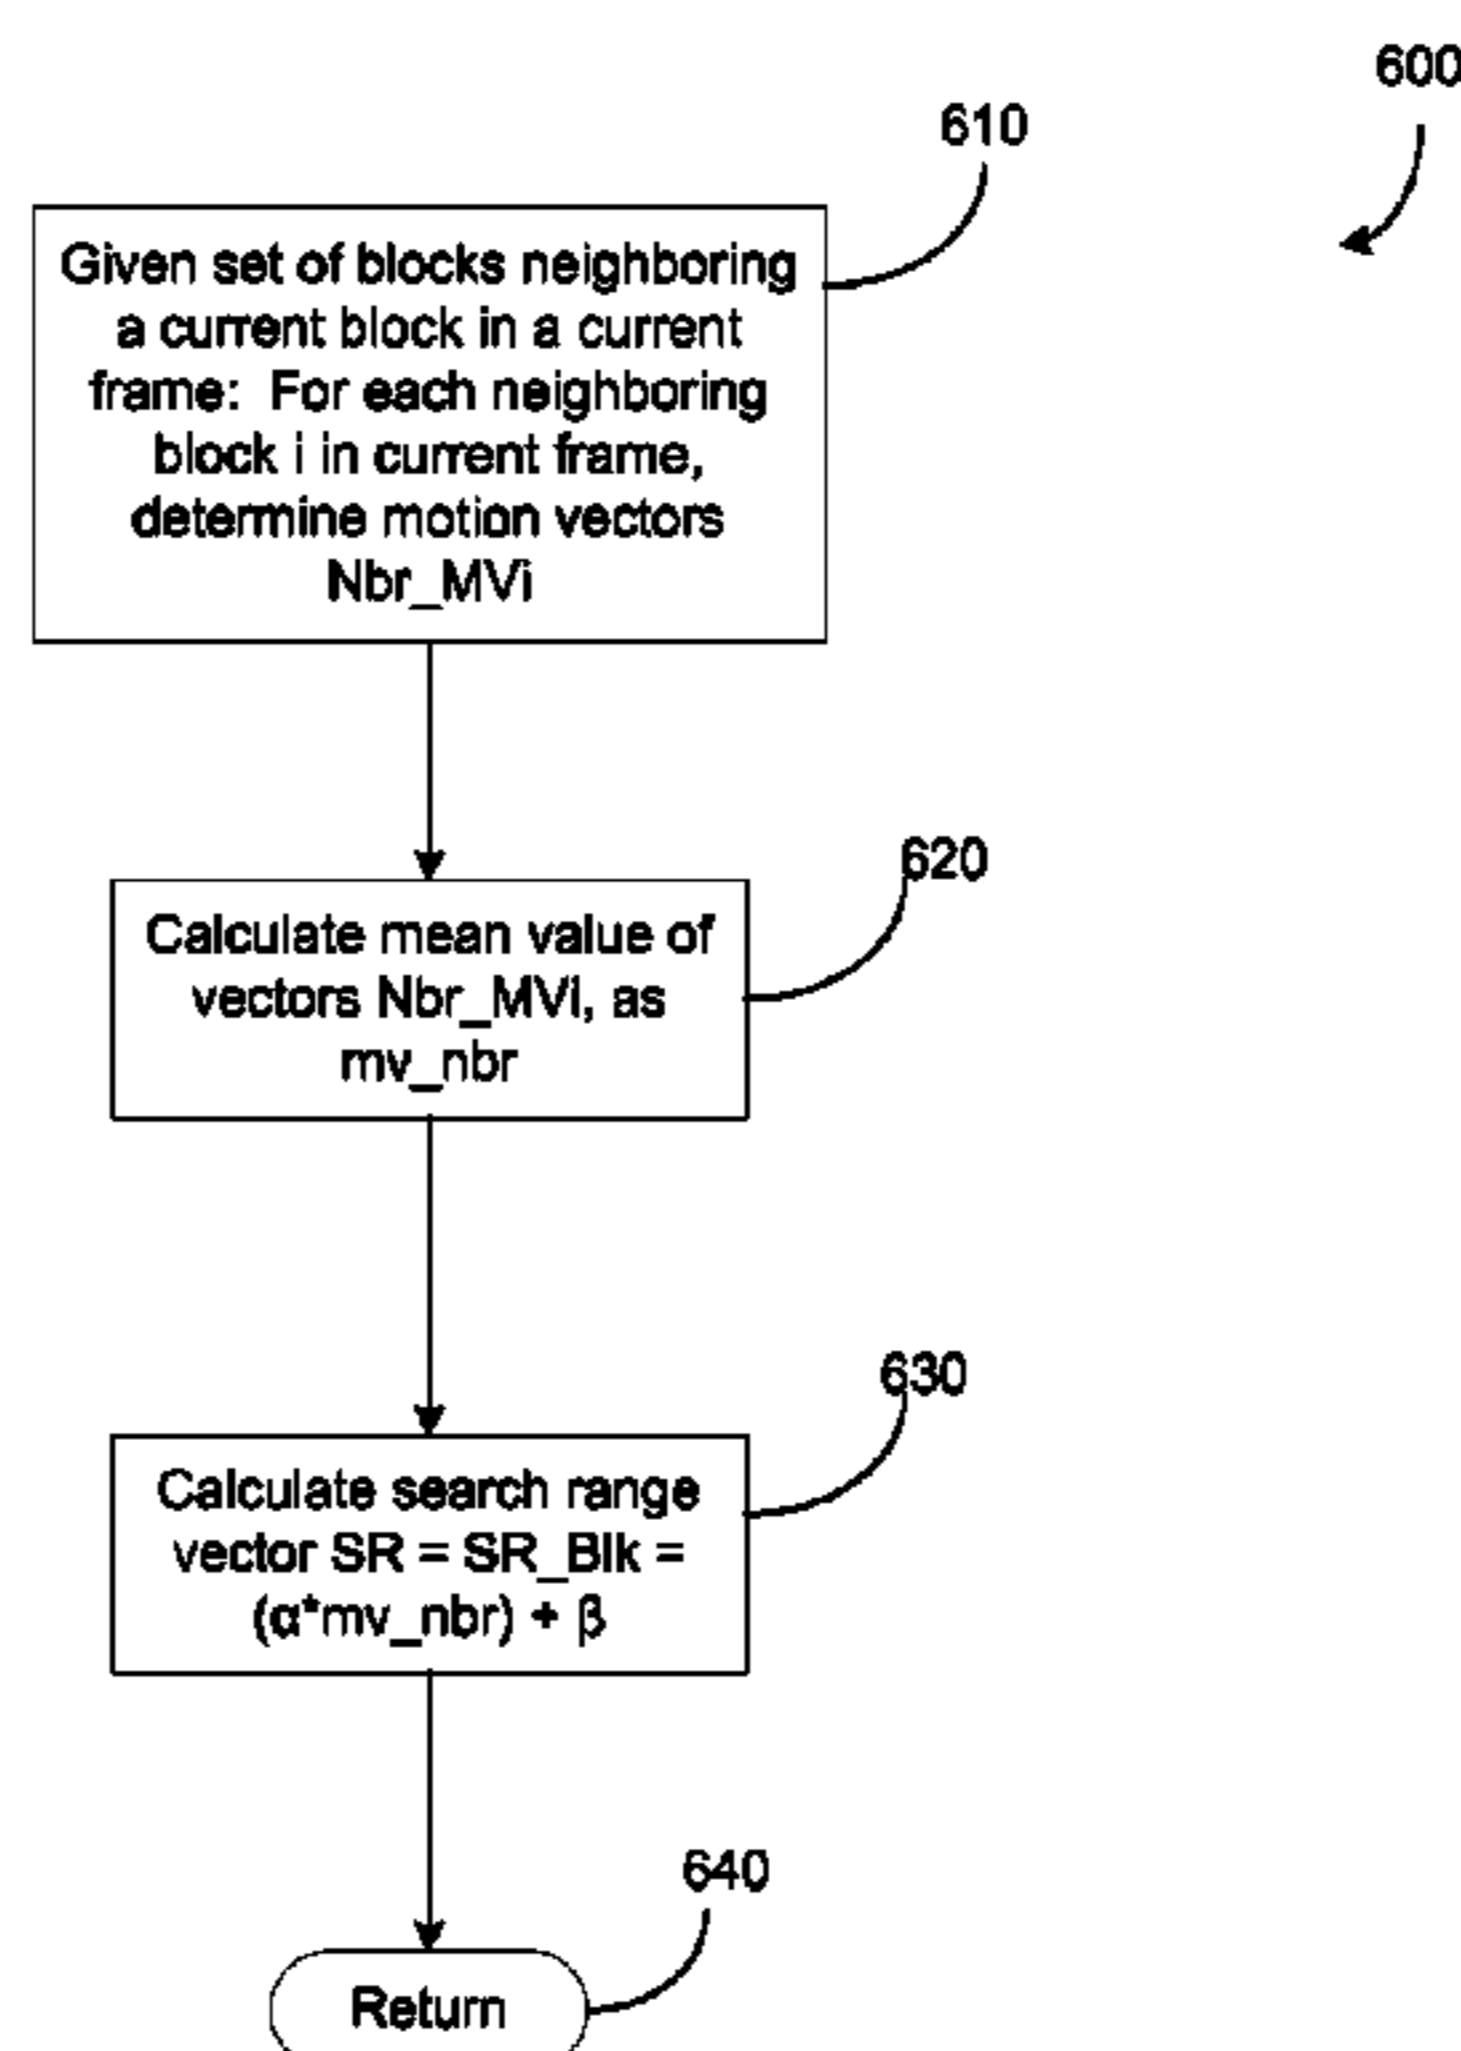 600
610
Given set of blocks neighboring
a current block in a current
frame: For each neighboring
block i in current frame,
determine motion vectors
Nbr_MVi
620
Calculate mean value of
vectors Nbr_MVi, as
mv_nbr
630
Calculate search range
vector SR = SR_Blk =
(α*mv_nbr) + β
640
Return